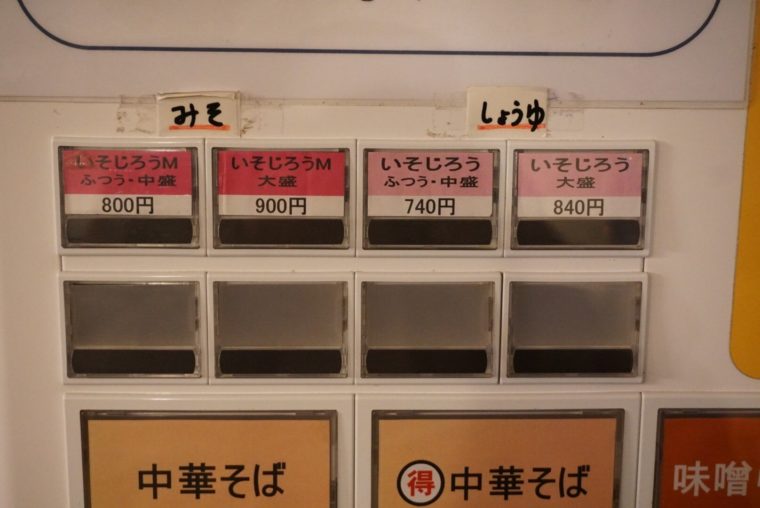 みそ
しょうゆ
いそじろうM
ふつう・中盛
800円
いそじろうM
大盛
900円
いそじろう
ふつう・中盛
740円
いそじろう
大盛
840円
中華そば
得 中華そば
味噌